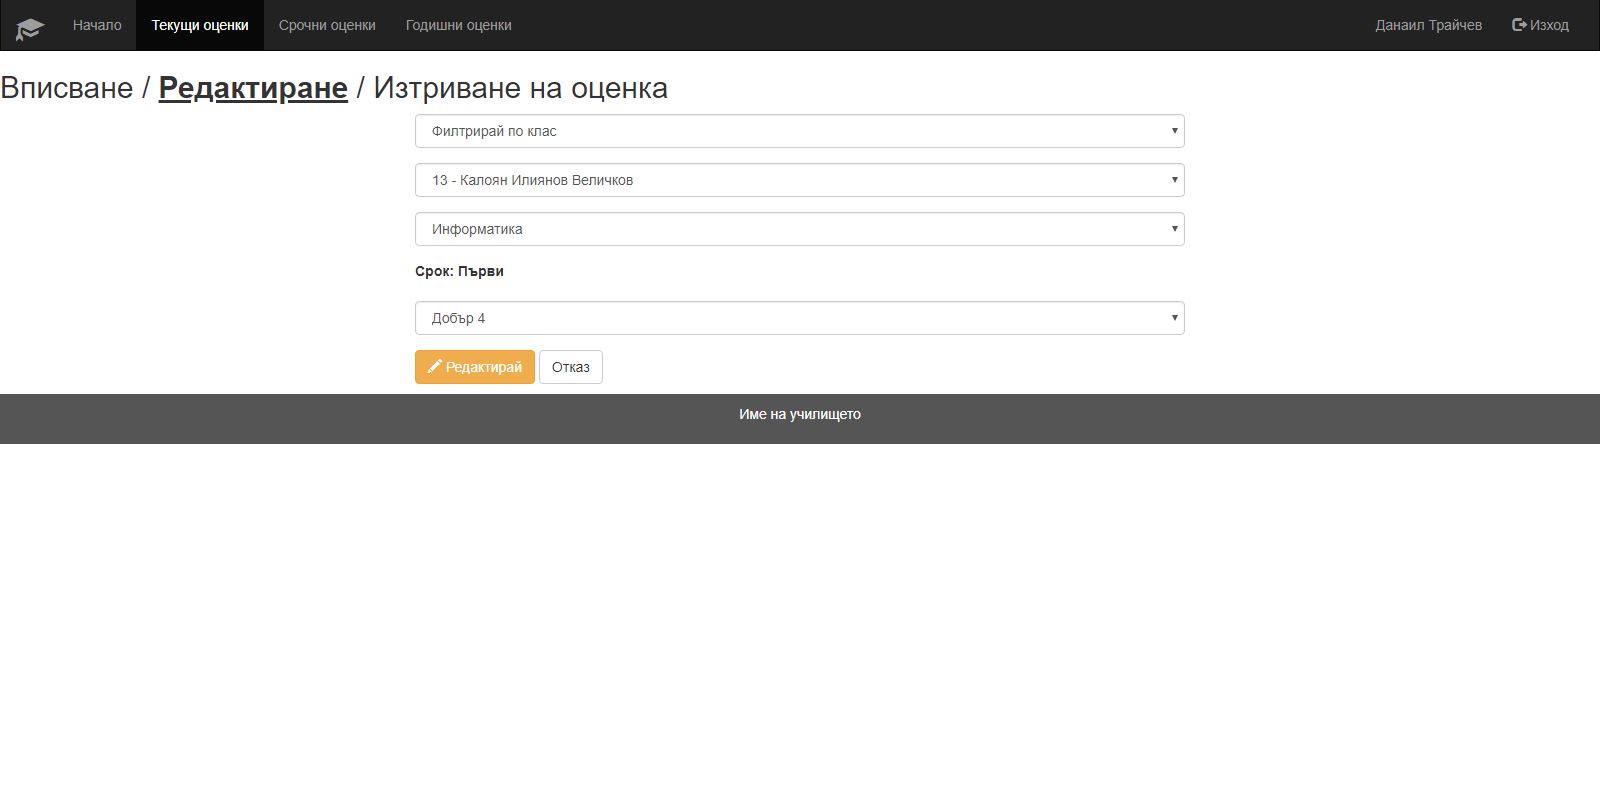 Начало Текущи оценки Срочни оценки Годишни оценки Данаил Трайчев Изход
Вписване / Редактиране / Изтриване на оценка
Филтрирай по клас
13 - Калоян Илиянов Величков
Информатика
Срок: Първи
Добър 4
Редактирай Отказ
Име на училището